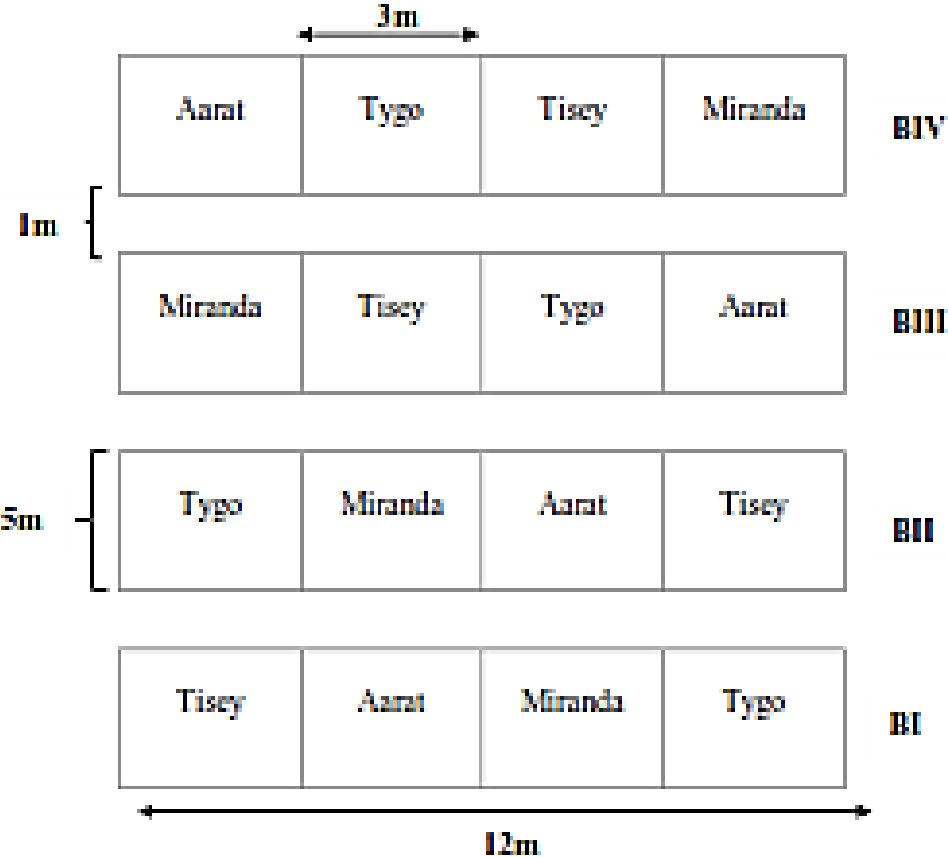 3m
Aarat Tygo Tisey Miranda
BIV
1m
Miranda Tisey Tygo Aarat
BIII
5m
Tygo Miranda Aarat Tisey
BII
Tisey Aarat Miranda Tygo
BI
12m